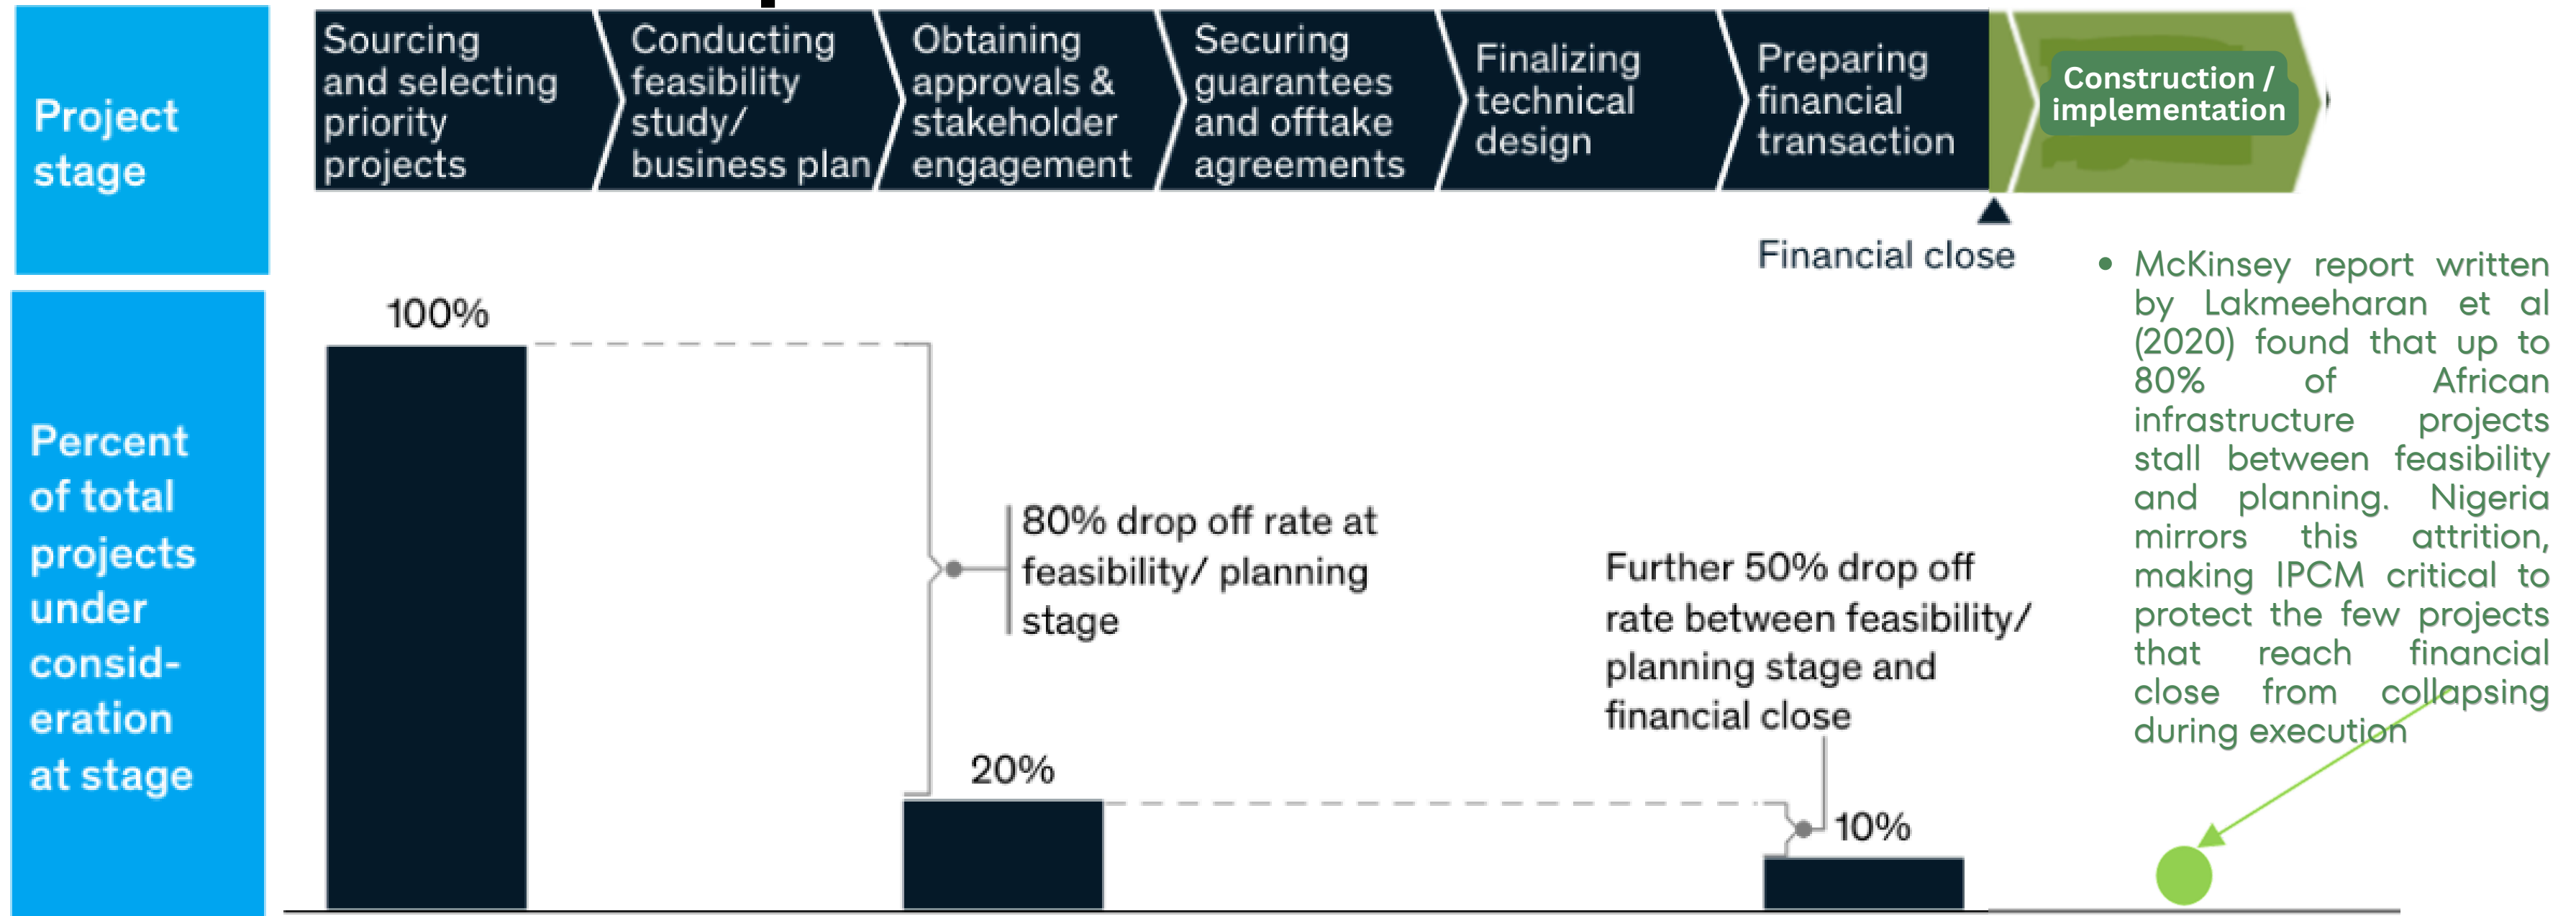 Project
stage
Sourcing
and selecting
priority
projects
Conducting
feasibility
study/
business plan
Obtaining
approvals &
stakeholder
engagement
Securing
guarantees
and offtake
agreements
Finalizing
technical
design
Preparing
financial
transaction
Construction /
implementation
Financial close
Percent
of total
projects
under
consid-
eration
at stage
100%
80% drop off rate at
feasibility/ planning
stage
20%
Further 50% drop off
rate between feasibility/
planning stage and
financial close
10%
• McKinsey report written
by Lakmeeharan et al
(2020) found that up to
80% of African
infrastructure projects
stall between feasibility
and planning. Nigeria
mirrors this attrition,
making IPCM critical to
protect the few projects
that reach financial
close from collapsing
during execution